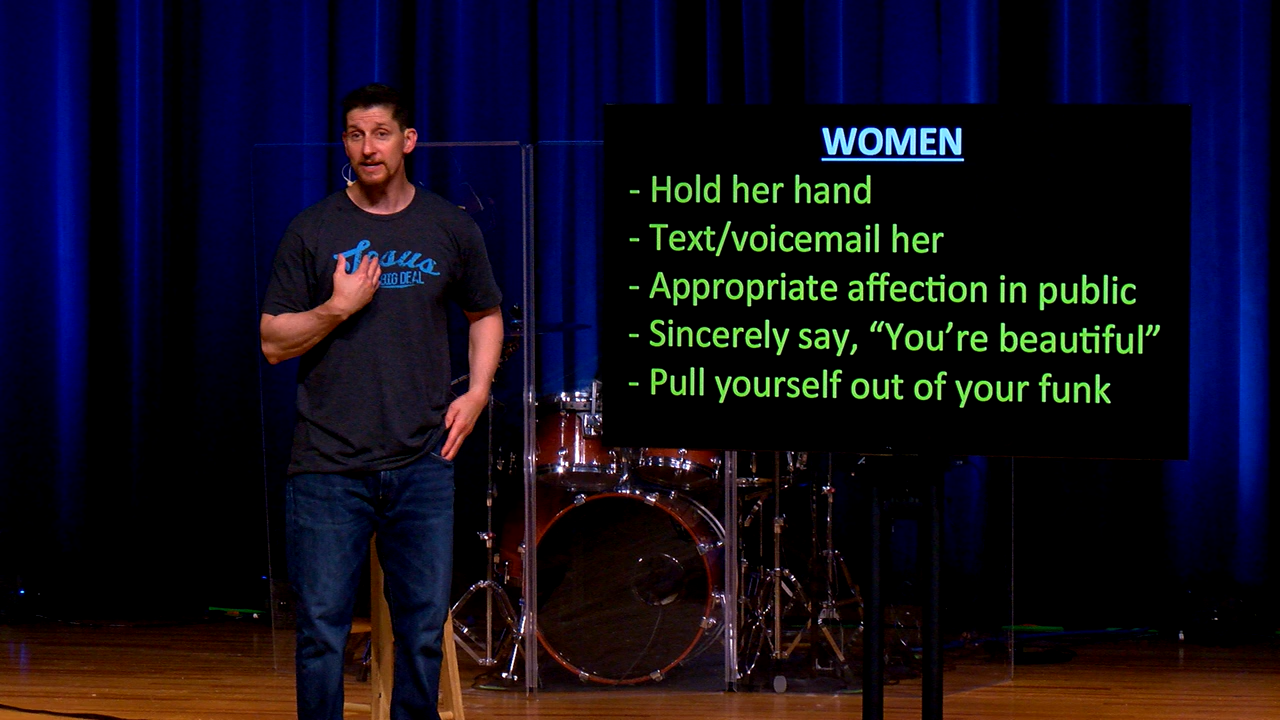 Jesus
BIG DEAL
WOMEN
- Hold her hand
- Text/voicemail her
- Appropriate affection in public
- Sincerely say, “You’re beautiful”
- Pull yourself out of your funk